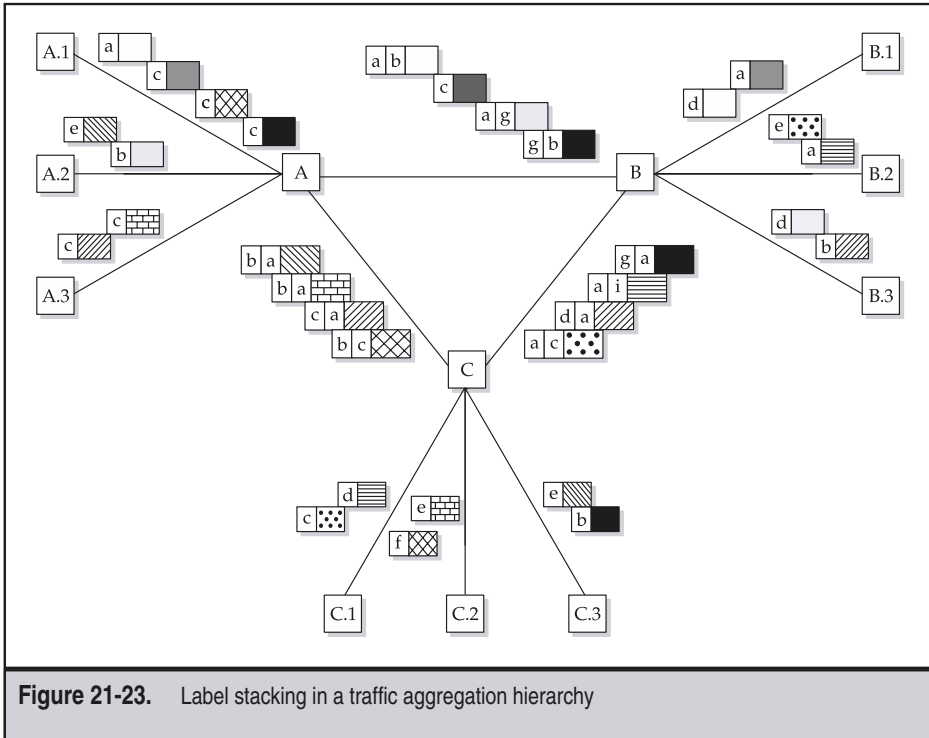 A.1
a
c
c
c
a b
c
a g
g b
a
d
B.1
e
b
A.2
A
B
e
a
B.2
c
c
A.3
d
b
B.3
b a
b a
c a
b c
g a
a i
d a
a c
C
d
c
e
f
e
b
C.1
C.2
C.3
Figure 21-23. Label stacking in a traffic aggregation hierarchy